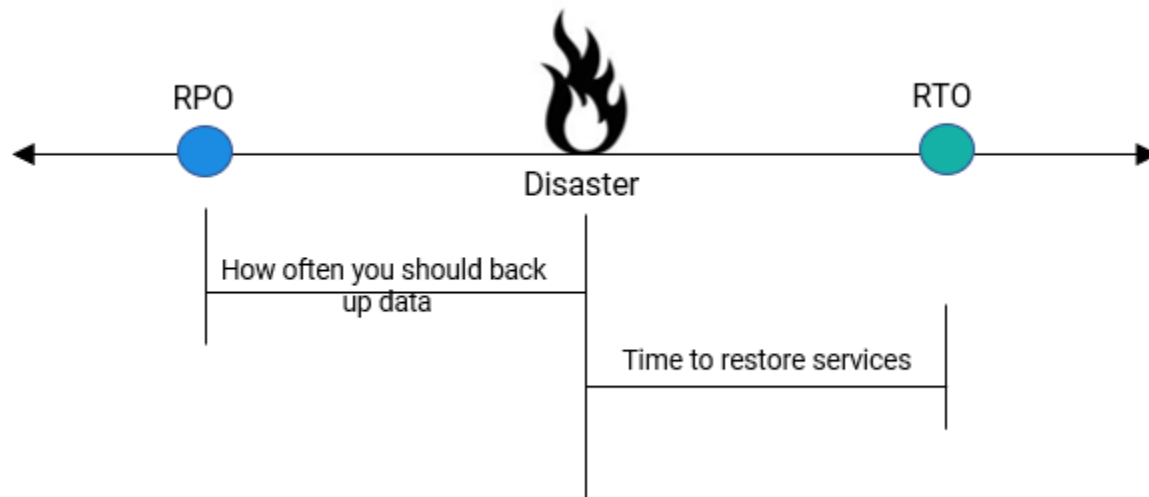 RPO
RTO
Disaster
How often you should back
up data
Time to restore services